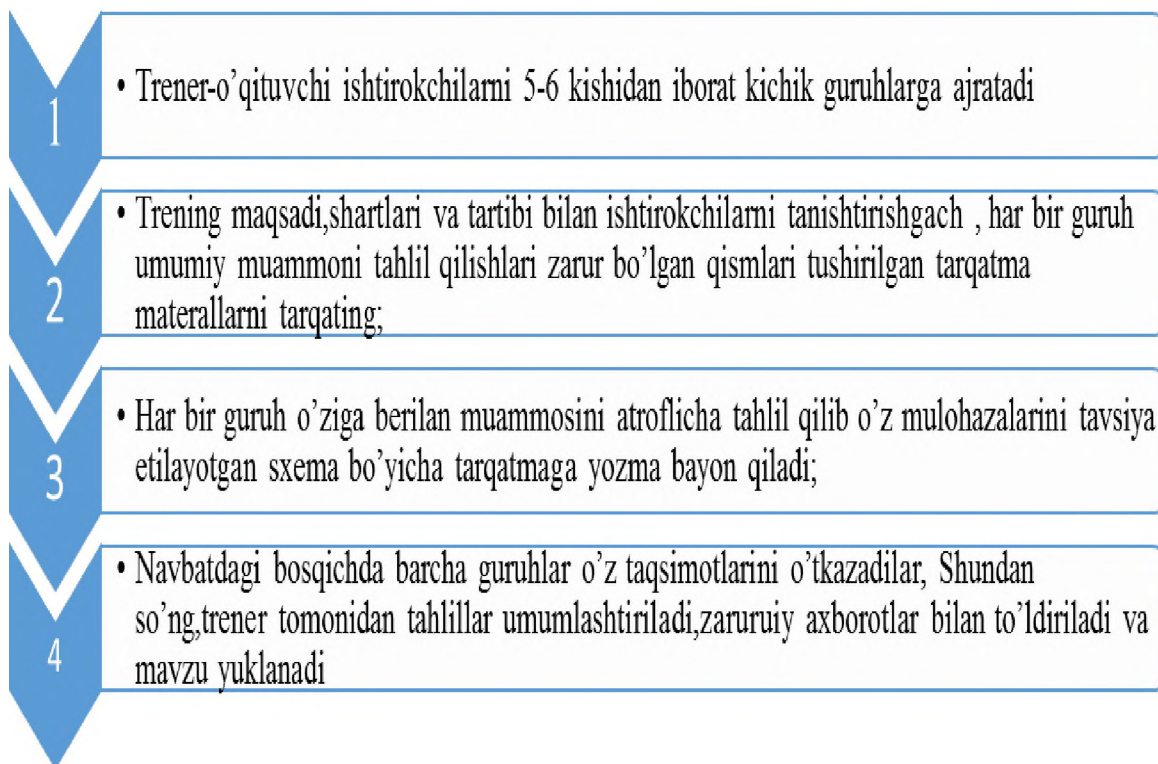 1
• Trener-o’qituvchi ishtirokchilarni 5-6 kishidan iborat kichik guruhlarga ajratadi
2
• Trening maqsadi,shartlari va tartibi bilan ishtirokchilarni tanishtirishgach , har bir guruh
umumiy muammoni tahlil qilishlari zarur bo’lgan qismlari tushirilgan tarqatma
materallarni tarqating;
3
• Har bir guruh o’ziga berilan muammosini atroflicha tahlil qilib o’z mulohazalarini tavsiya
etilayotgan sxema bo’yicha tarqatmaga yozma bayon qiladi;
4
• Navbatdagi bosqichda barcha guruhlar o’z taqsimotlarini o’tkazadilar, Shundan
so’ng,trener tomonidan tahlillar umumlashtiriladi,zaruruiy axborotlar bilan to’ldiriladi va
mavzu yuklanadi